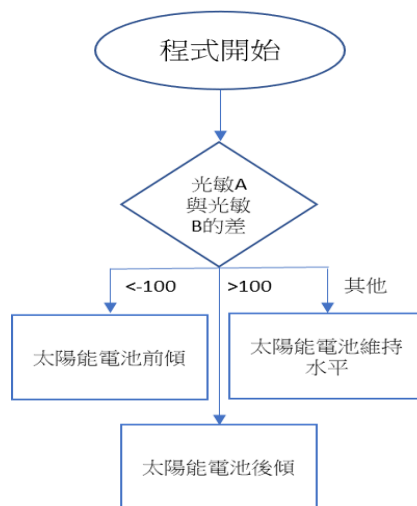 程式開始
光敏A
與光敏
B的差
<-100
>100
其他
太陽能電池前傾
太陽能電池維持
水平
太陽能電池後傾